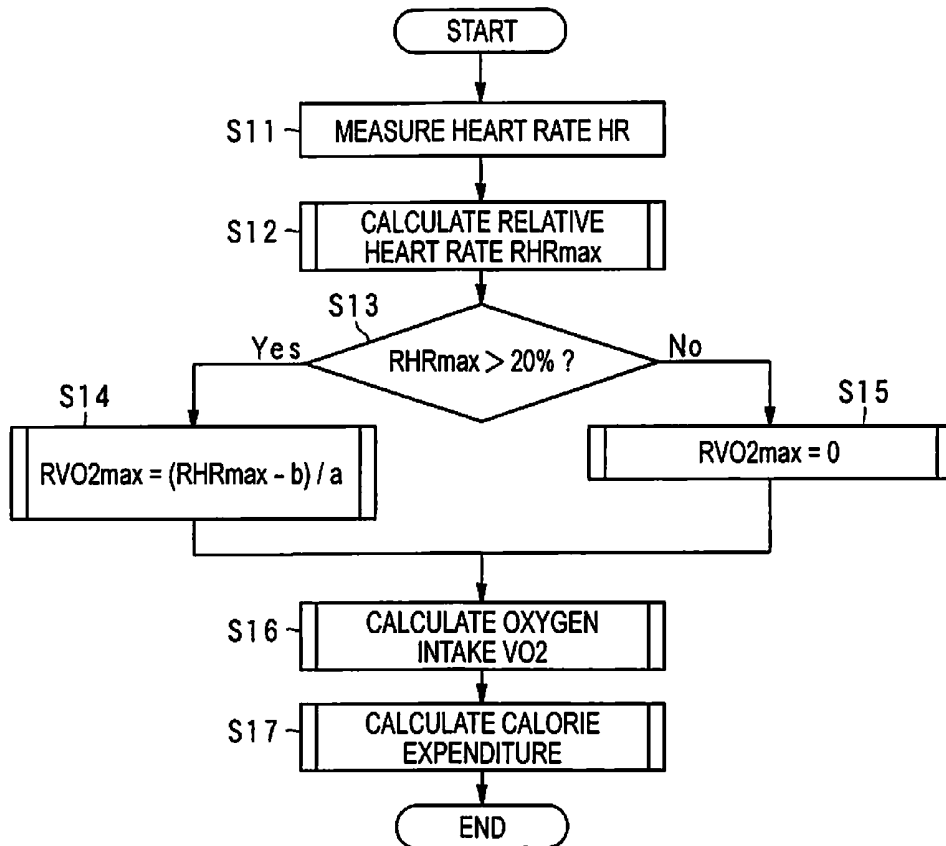 START
S11
MEASURE HEART RATE HR
S12
CALCULATE RELATIVE
HEART RATE RHRmax
S13
RHRmax > 20% ?
Yes
No
S14
RVO2max = (RHRmax - b) / a
S15
RVO2max = 0
S16
CALCULATE OXYGEN
INTAKE VO2
S17
CALCULATE CALORIE
EXPENDITURE
END